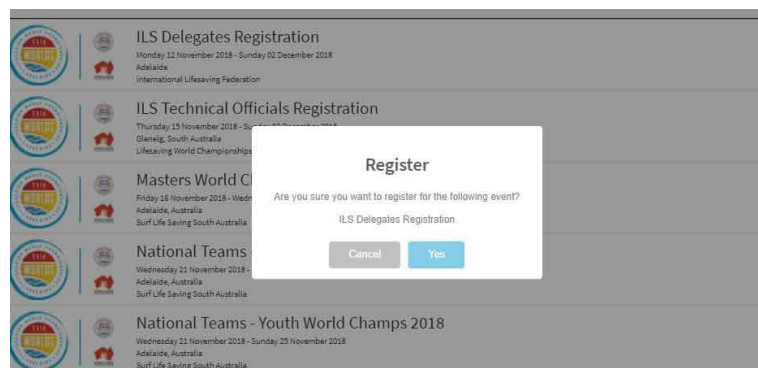 ILS Delegates Registration
Monday 12 November 2018 - Sunday 02 December 2018
Adelaide
International Lifesaving Federation
ILS Technical Officials Registration
Thursday 15 November 2018 - Sunday 02 December 2018
Glenelg, South Australia
Lifesaving World Championships
Masters World
Friday 16 November 2018 -
Adelaide, Australia
Surf Life Saving South Australia
National Teams -
Wednesday 21 November 2018 -
Adelaide, Australia
Surf Life Saving South Australia
National Teams - Youth World Champs 2018
Wednesday 21 November 2018 - Sunday 25 November 2018
Adelaide, Australia
Surf Life Saving South Australia
Register
Are you sure you want to register for the following event?
ILS Delegates Registration
Cancel Yes